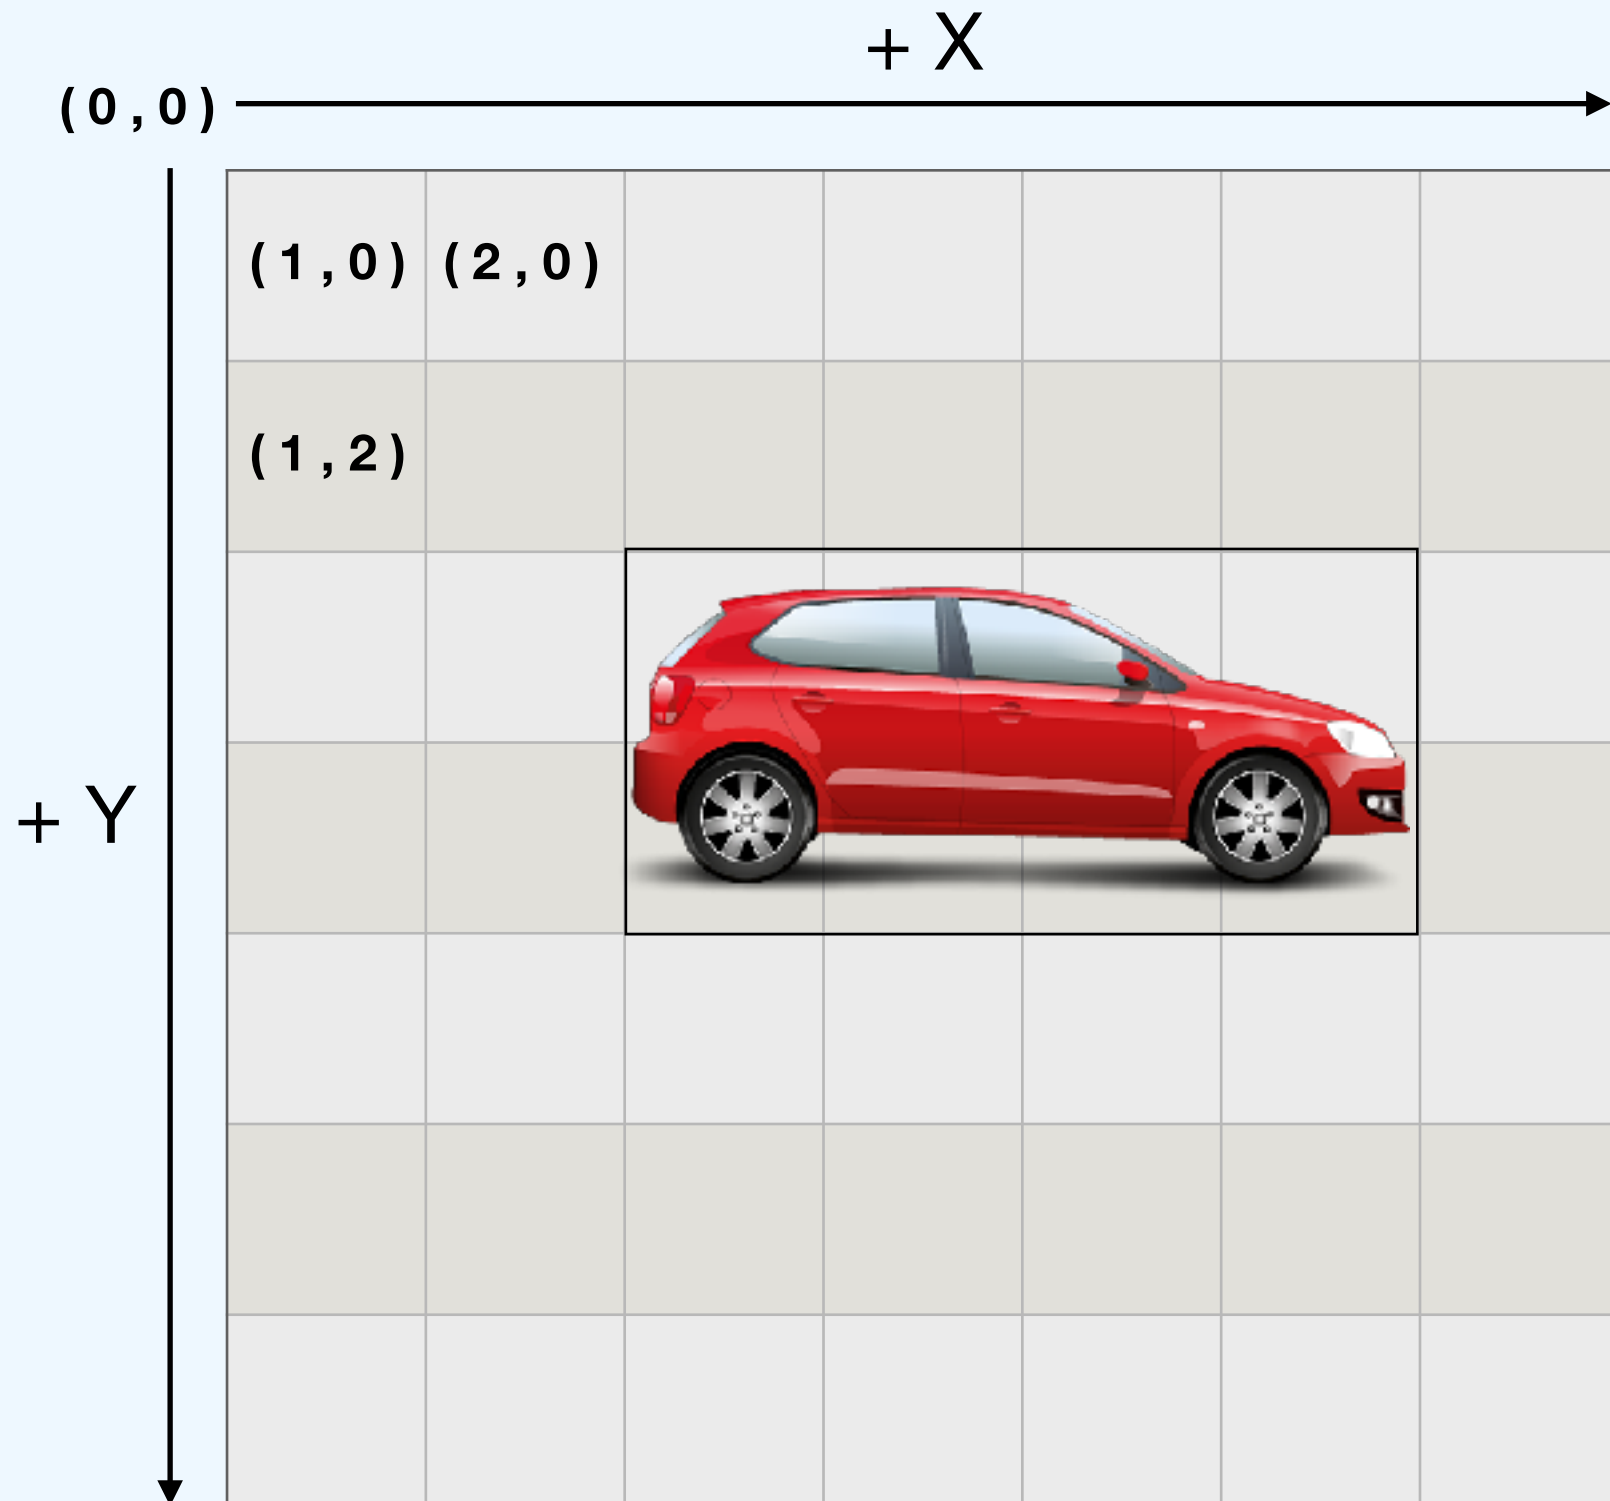 + X
(0,0)
(1,0) (2,0)
(1,2)
+ Y